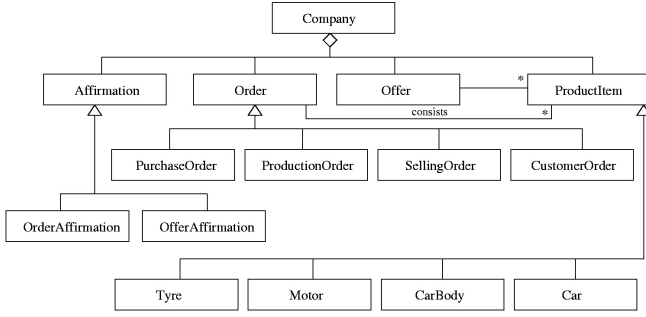 Company
Affirmation
Order
Offer
*
ProductItem
consists
*
PurchaseOrder
ProductionOrder
SellingOrder
CustomerOrder
OrderAffirmation
OfferAffirmation
Tyre
Motor
CarBody
Car